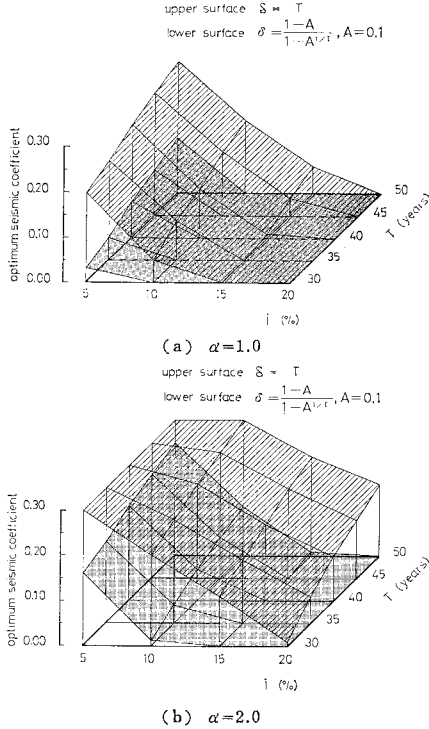 upper surface δ = T
lower surface δ = 1-A / 1-A^1/T , A=0.1
optimum seismic coefficient
0.30
0.20
0.10
0.00
5 10 15 20
30 35 40 45 50
T (years)
i (%)
(a) α=1.0
upper surface δ = T
lower surface δ = 1-A / 1-A^1/T , A=0.1
optimum seismic coefficient
0.30
0.20
0.10
0.00
5 10 15 20
30 35 40 45 50
T (years)
i (%)
(b) α=2.0